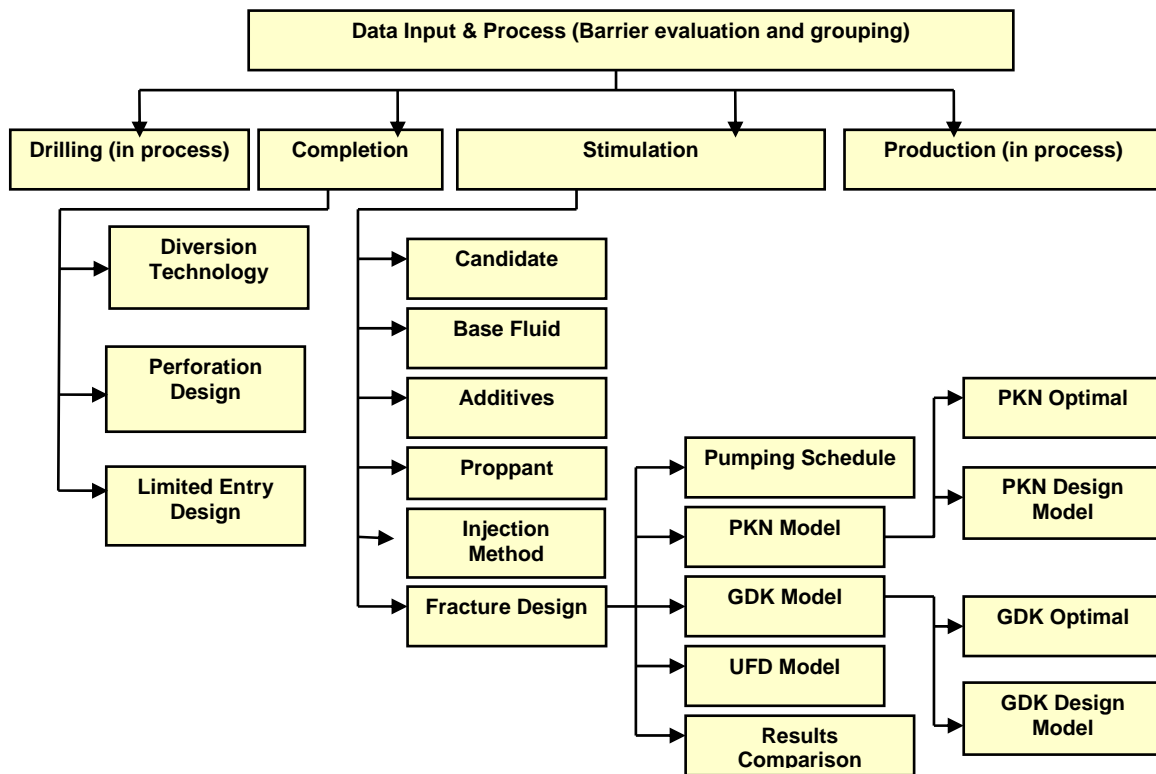 Data Input & Process (Barrier evaluation and grouping)
Drilling (in process)
Completion
Stimulation
Production (in process)
Diversion
Technology
Perforation
Design
Limited Entry
Design
Candidate
Base Fluid
Additives
Proppant
Injection
Method
Fracture Design
Pumping Schedule
PKN Model
GDK Model
UFD Model
Results
Comparison
PKN Optimal
PKN Design
Model
GDK Optimal
GDK Design
Model